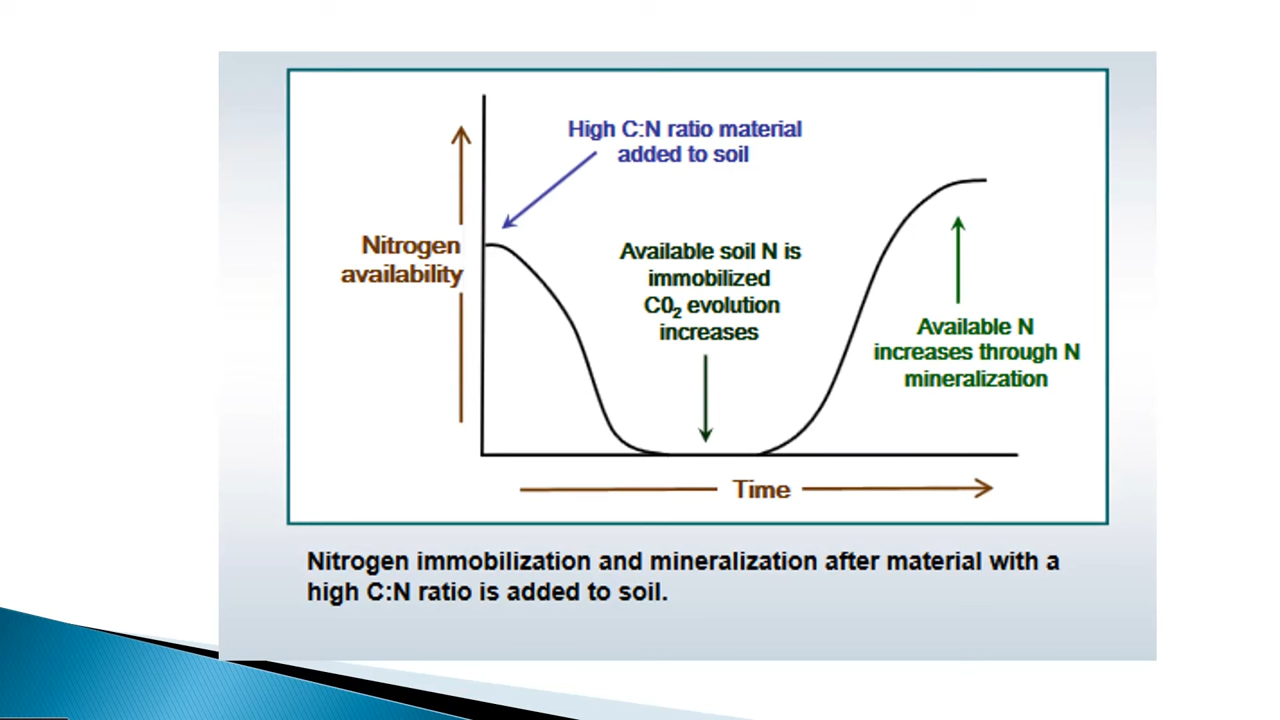 High C:N ratio material
added to soil
Nitrogen
availability
Available soil N is
immobilized
C0₂ evolution
increases
Available N
increases through N
mineralization
Time
Nitrogen immobilization and mineralization after material with a
high C:N ratio is added to soil.